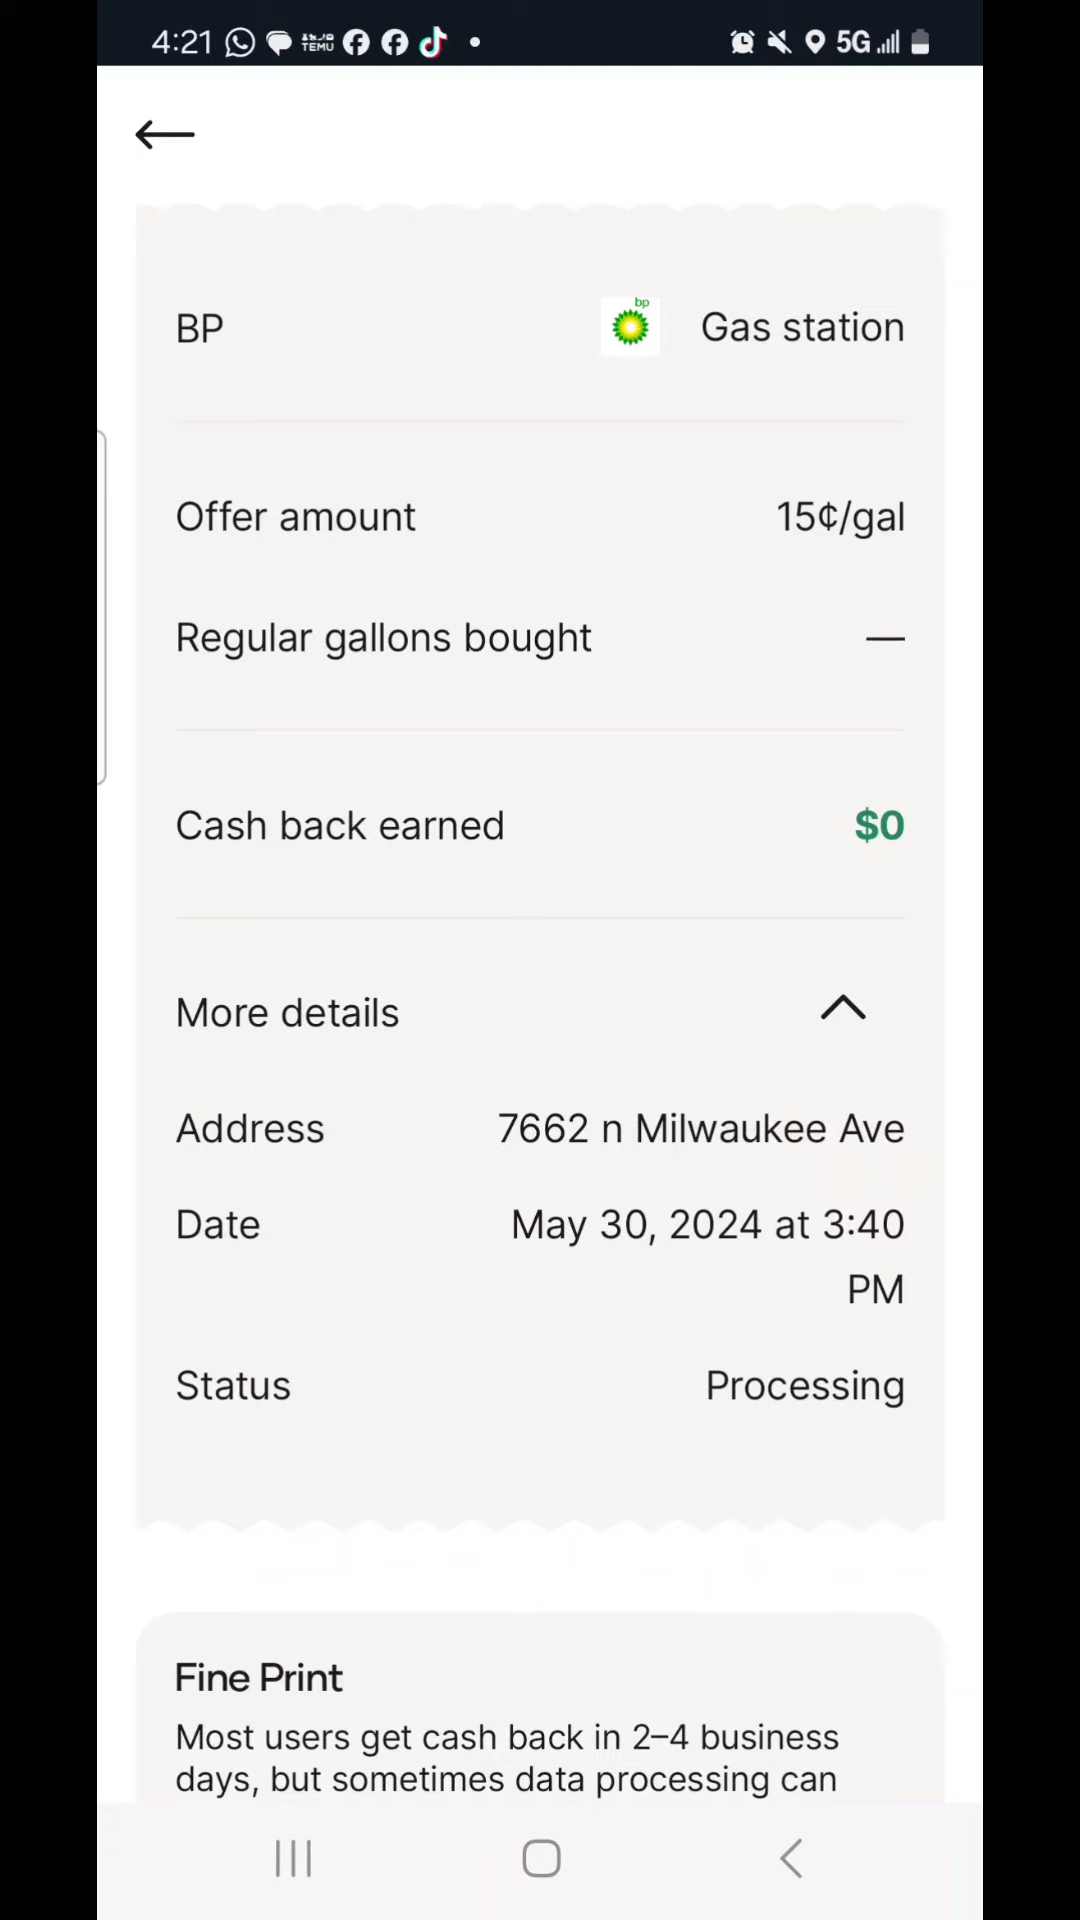 4:21 TEMU 5G
bp
BP Gas station
Offer amount 15¢/gal
Regular gallons bought —
Cash back earned $0
More details
Address 7662 n Milwaukee Ave
Date May 30, 2024 at 3:40
PM
Status Processing
Fine Print
Most users get cash back in 2–4 business
days, but sometimes data processing can